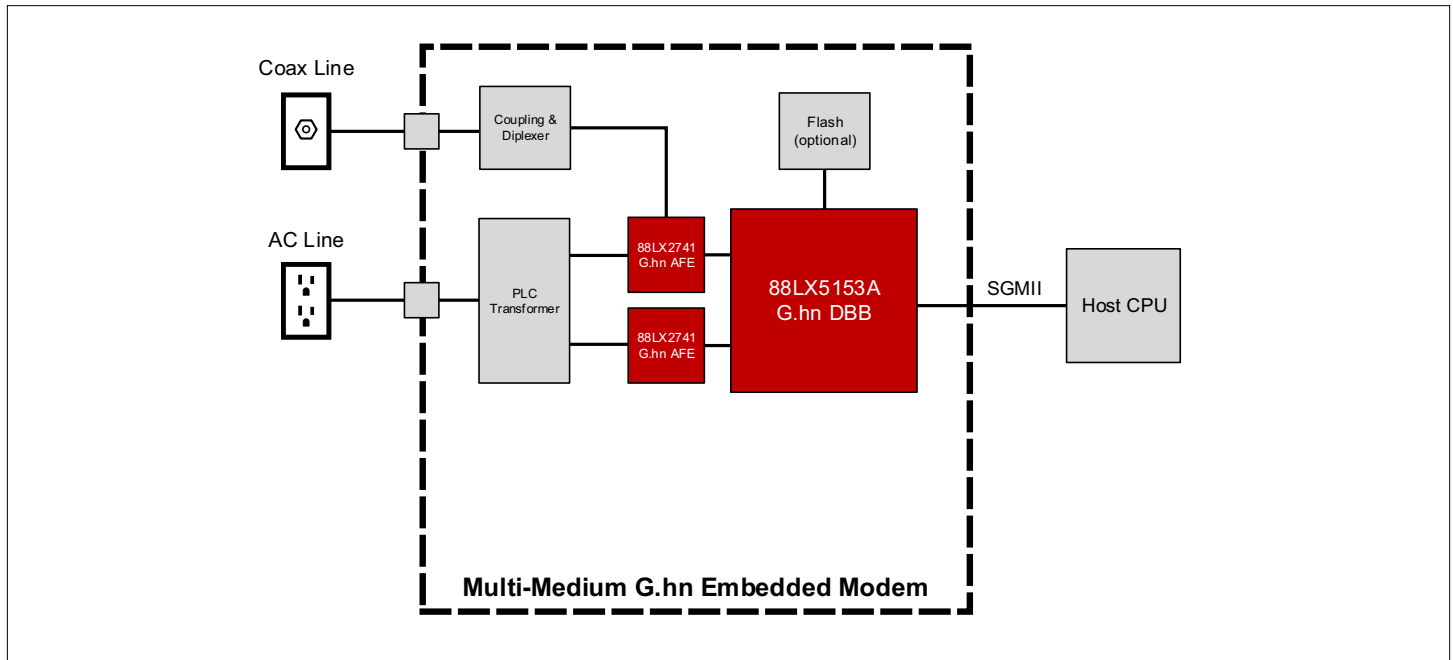 Coax Line
Coupling &
Diplexer
Flash
(optional)
AC Line
PLC
Transformer
88LX2741
G.hn AFE
88LX2741
G.hn AFE
88LX5153A
G.hn DBB
SGMII
Host CPU
Multi-Medium G.hn Embedded Modem